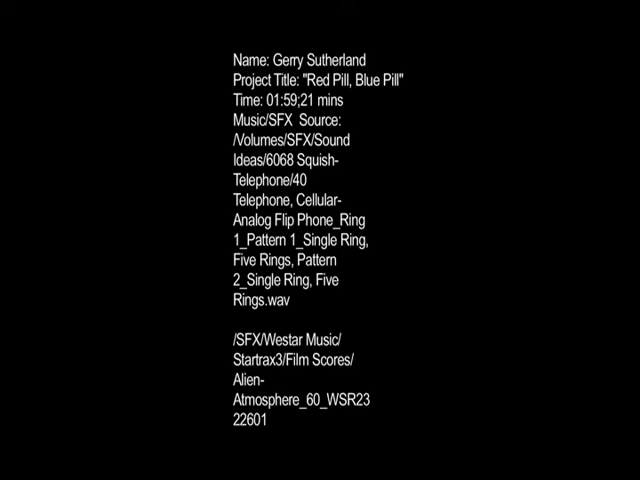 Name: Gerry Sutherland
Project Title: "Red Pill, Blue Pill"
Time: 01:59;21 mins
Music/SFX  Source:
/Volumes/SFX/Sound
Ideas/6068 Squish-
Telephone/40
Telephone, Cellular-
Analog Flip Phone_Ring
1_Pattern 1_Single Ring,
Five Rings, Pattern
2_Single Ring, Five
Rings.wav

/SFX/Westar Music/
Startrax3/Film Scores/
Alien-
Atmosphere_60_WSR23
22601